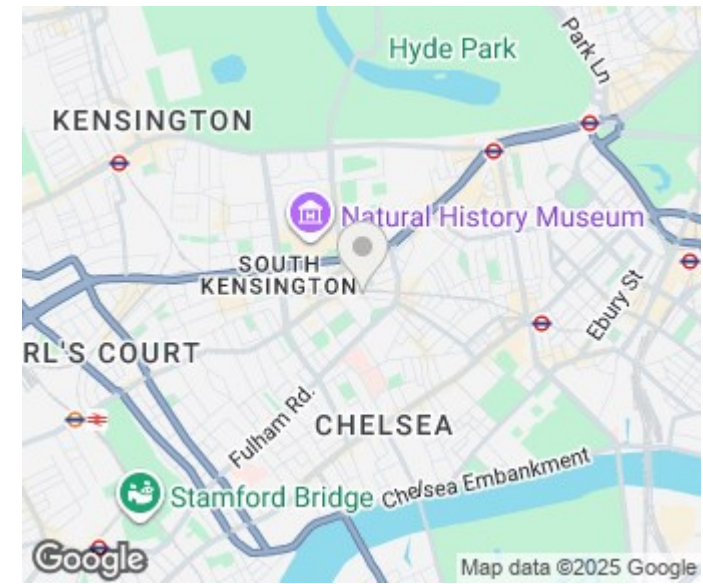 Hyde Park
Park Ln
KENSINGTON
Natural History Museum
SOUTH
KENSINGTON
Ebury St
RL'S COURT
Fulham Rd.
CHELSEA
Chelsea Embankment
Stamford Bridge
Google
Map data ©2025 Google